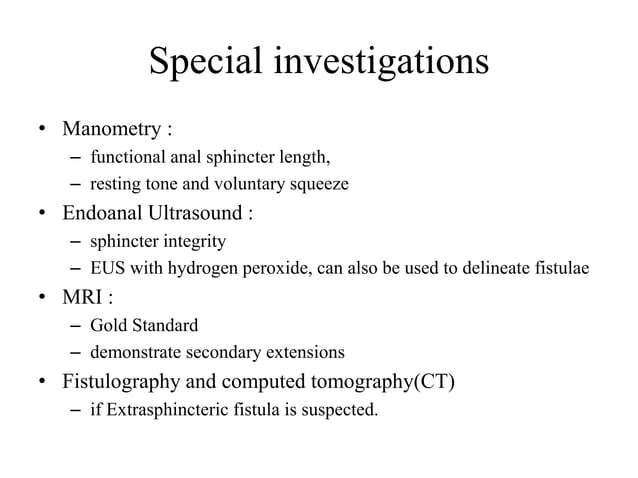 Special investigations
• Manometry :
– functional anal sphincter length,
– resting tone and voluntary squeeze
• Endoanal Ultrasound :
– sphincter integrity
– EUS with hydrogen peroxide, can also be used to delineate fistulae
• MRI :
– Gold Standard
– demonstrate secondary extensions
• Fistulography and computed tomography(CT)
– if Extrasphincteric fistula is suspected.